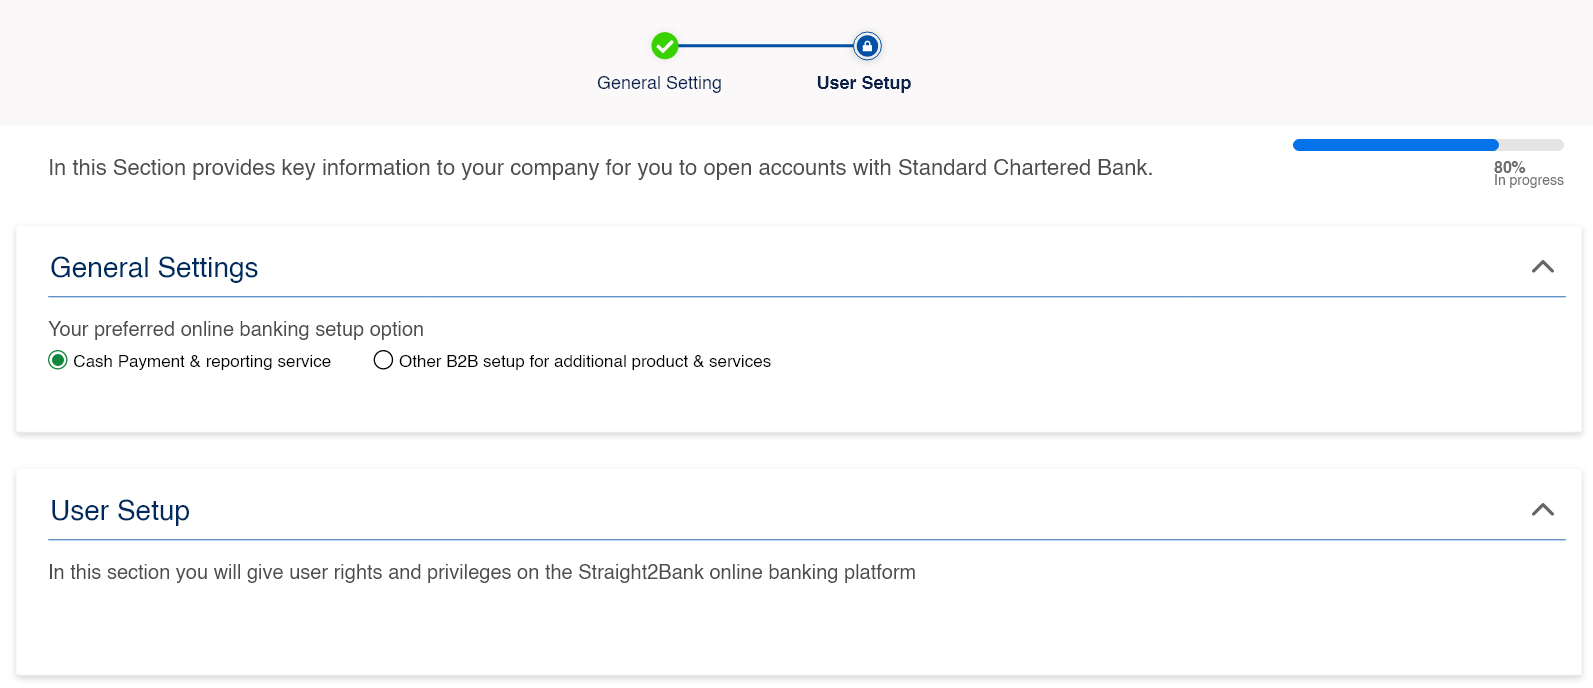 General Setting
User Setup
In this Section provides key information to your company for you to open accounts with Standard Chartered Bank.
80%
In progress
General Settings
Your preferred online banking setup option
Cash Payment & reporting service
Other B2B setup for additional product & services
User Setup
In this section you will give user rights and privileges on the Straight2Bank online banking platform